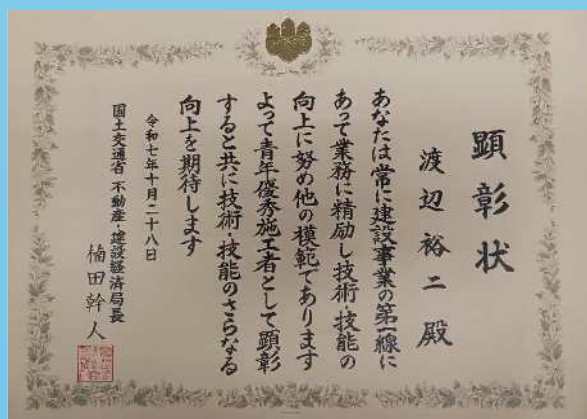 顕彰状
渡辺裕二殿
あなたは常に建設事業の第一線に
あって業務に精励し技術・技能の
向上に努め他の模範であります
よって青年優秀施工者として顕彰
すると共に技術・技能のさらなる
向上を期待します
令和七年十月二十八日
国土交通省 不動産・建設経済局長
楠田幹人